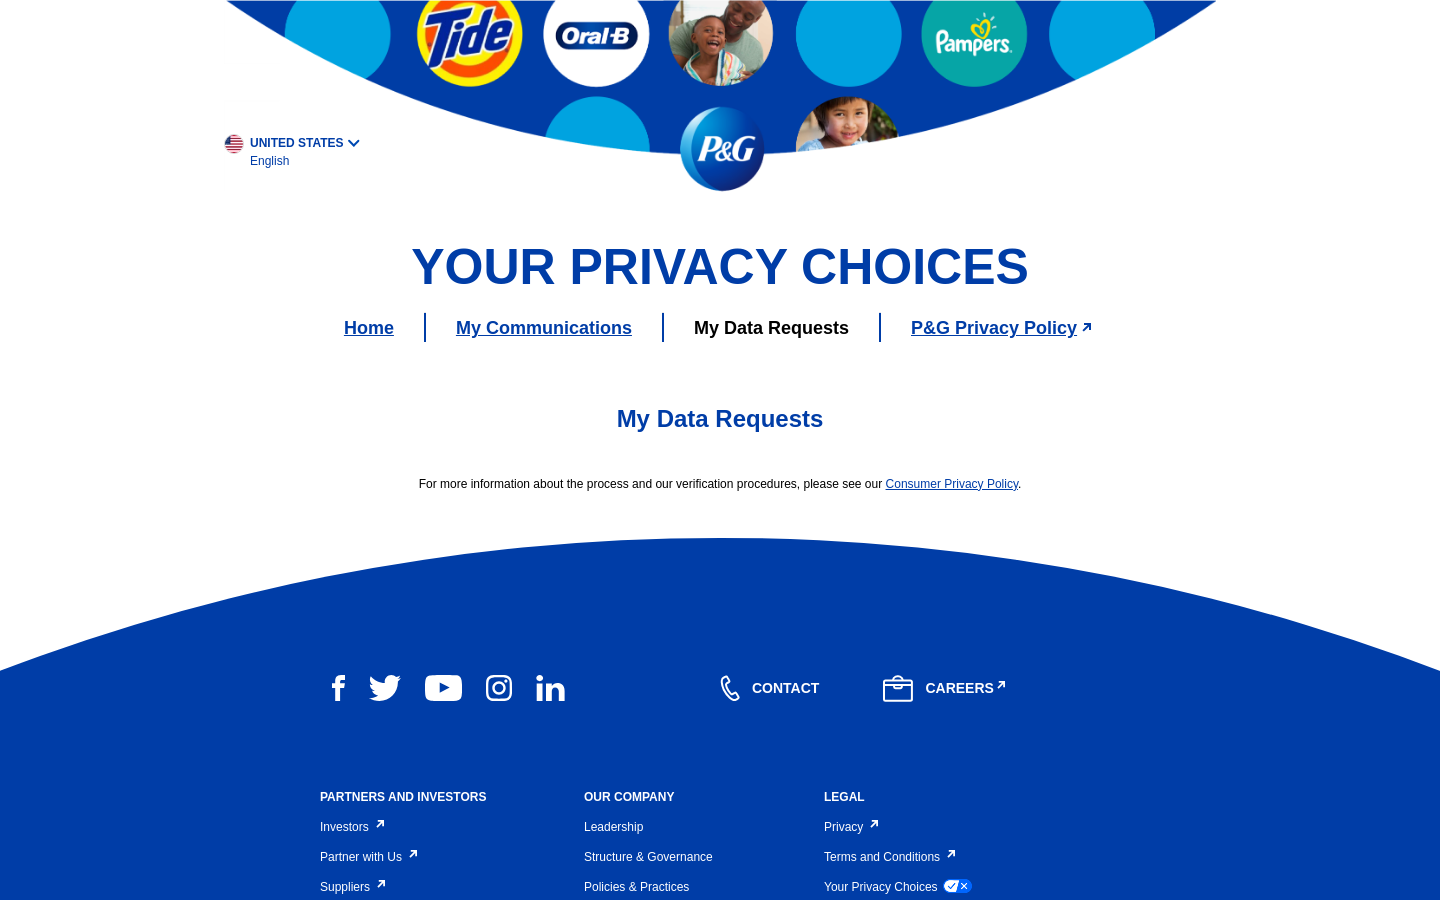 Tide
Oral-B
Pampers
P&G
UNITED STATES
English
YOUR PRIVACY CHOICES
Home
My Communications
My Data Requests
P&G Privacy Policy
My Data Requests
For more information about the process and our verification procedures, please see our Consumer Privacy Policy.
CONTACT
CAREERS
PARTNERS AND INVESTORS
Investors
Partner with Us
Suppliers
OUR COMPANY
Leadership
Structure & Governance
Policies & Practices
LEGAL
Privacy
Terms and Conditions
Your Privacy Choices